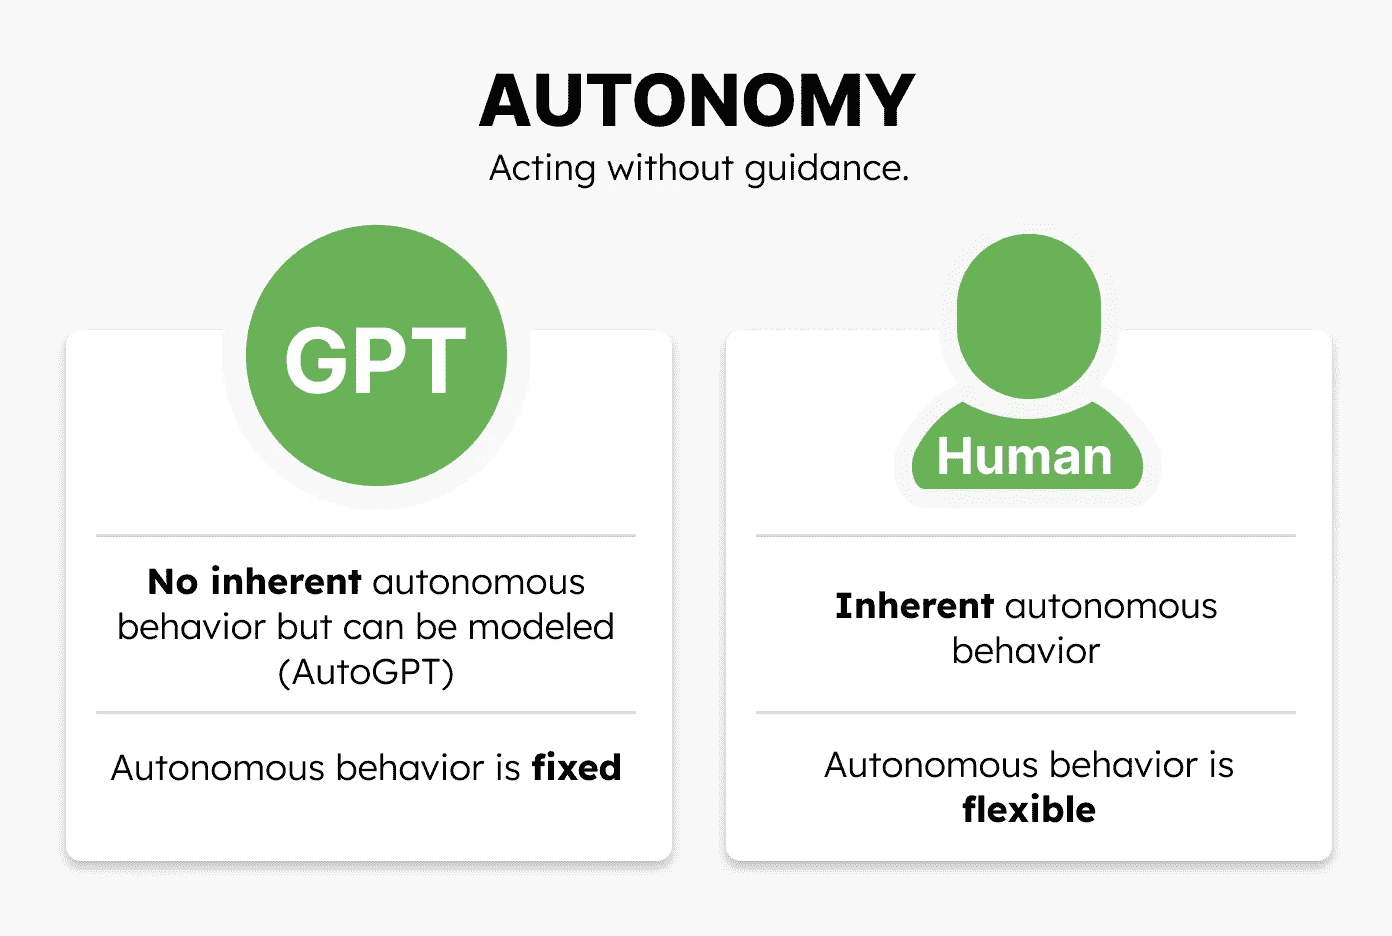 AUTONOMY
Acting without guidance.
GPT
No inherent autonomous
behavior but can be modeled
(AutoGPT)
Autonomous behavior is fixed
Human
Inherent autonomous
behavior
Autonomous behavior is
flexible